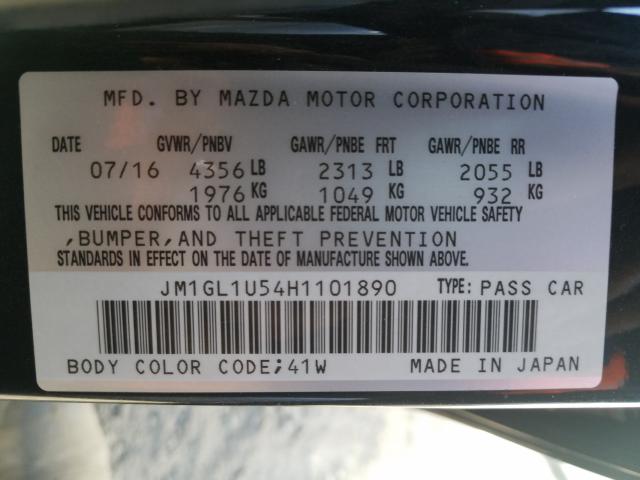 MFD. BY MAZDA MOTOR CORPORATION
DATE GVWR/PNBV GAWR/PNBE FRT GAWR/PNBE RR
07/16 4356 LB 2313 LB 2055 LB
1976 KG 1049 KG 932 KG
THIS VEHICLE CONFORMS TO ALL APPLICABLE FEDERAL MOTOR VEHICLE SAFETY
,BUMPER,AND THEFT PREVENTION
STANDARDS IN EFFECT ON THE DATE OF MANUFACTURE SHOWN ABOVE.
JM1GL1U54H1101890 TYPE: PASS CAR
BODY COLOR CODE;41W MADE IN JAPAN